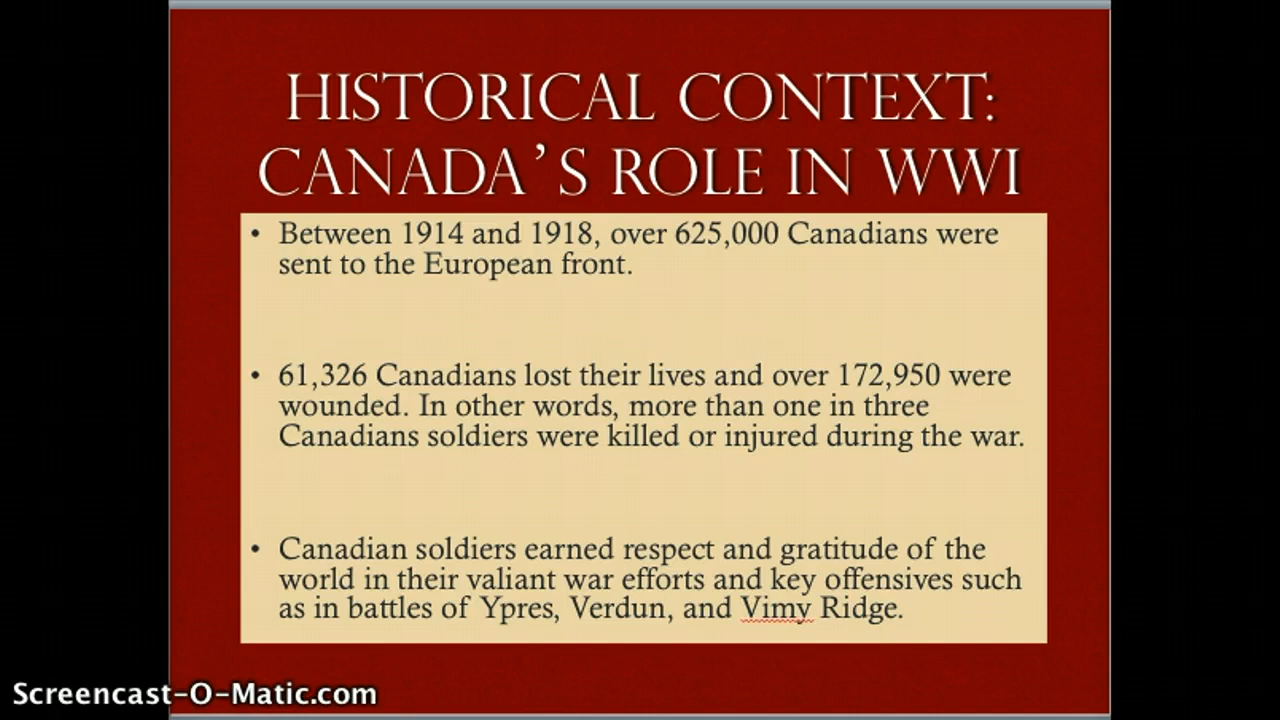 HISTORICAL CONTEXT:
CANADA’S ROLE IN WWI
• Between 1914 and 1918, over 625,000 Canadians were
sent to the European front.
• 61,326 Canadians lost their lives and over 172,950 were
wounded. In other words, more than one in three
Canadians soldiers were killed or injured during the war.
• Canadian soldiers earned respect and gratitude of the
world in their valiant war efforts and key offensives such
as in battles of Ypres, Verdun, and Vimy Ridge.
Screencast-O-Matic.com